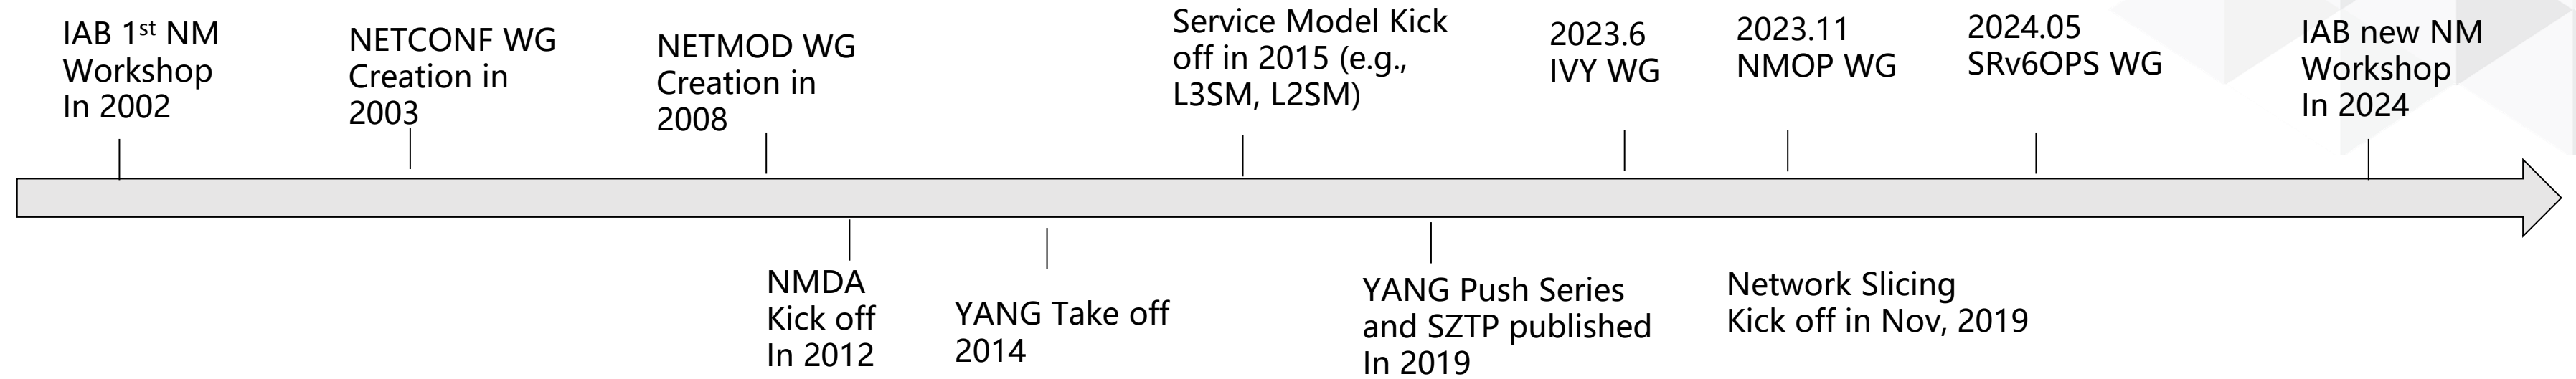 IAB 1st NM
Workshop
In 2002
NETCONF WG
Creation in
2003
NETMOD WG
Creation in
2008
Service Model Kick
off in 2015 (e.g.,
L3SM, L2SM)
2023.6
IVY WG
2023.11
NMOP WG
2024.05
SRv6OPS WG
IAB new NM
Workshop
In 2024
NMDA
Kick off
In 2012
YANG Take off
2014
YANG Push Series
and SZTP published
In 2019
Network Slicing
Kick off in Nov, 2019